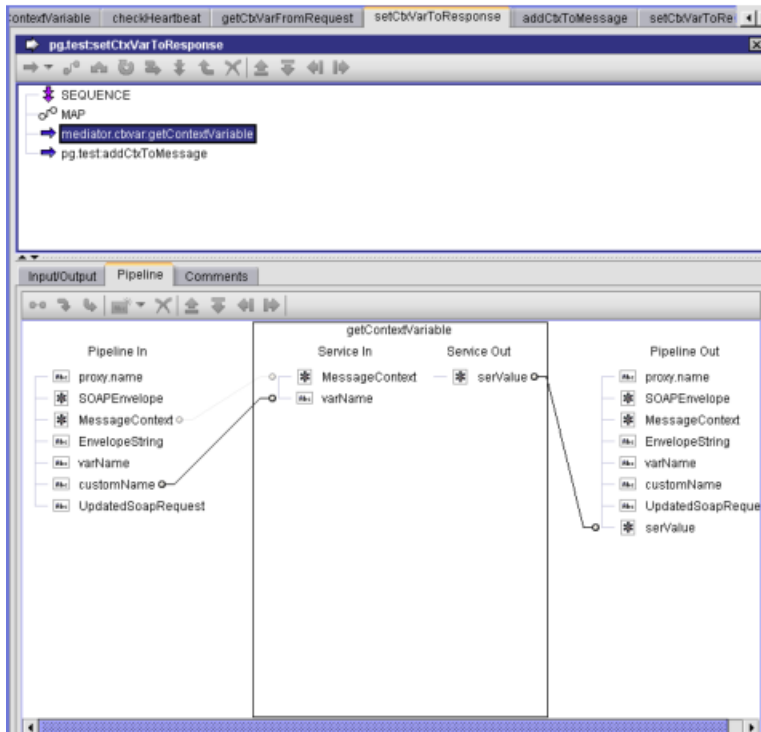 ontextVariable checkHeartbeat getCtxVarFromRequest setCtxVarToResponse addCtxToMessage setCtxVarToRe
pg.test:setCtxVarToResponse
SEQUENCE
MAP
mediator.ctxvar:getContextVariable
pg.test:addCtxToMessage
Input/Output Pipeline Comments
getContextVariable
Pipeline In Service In Service Out Pipeline Out
proxy.name MessageContext serValue proxy.name
SOAPEnvelope varName SOAPEnvelope
MessageContext MessageContext
EnvelopeString EnvelopeString
varName varName
customName customName
UpdatedSoapRequest UpdatedSoapReque
serValue